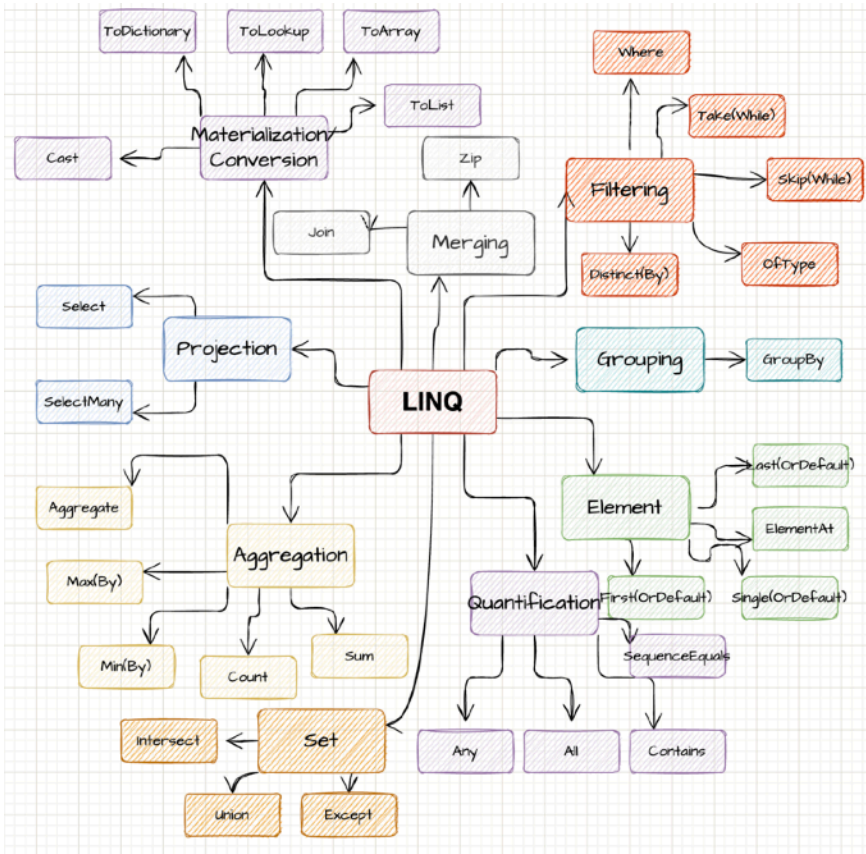 ToDictionary
ToLookup
ToArray
ToList
Materialization/
Conversion
Cast
Where
Take(While)
Skip(While)
Filtering
OfType
Distinct(By)
Zip
Join
Merging
Select
Projection
SelectMany
LINQ
Grouping
GroupBy
Last(OrDefault)
Element
ElementAt
First(OrDefault)
Single(OrDefault)
Aggregate
Aggregation
Max(By)
Min(By)
Count
Sum
Quantification
SequenceEquals
Any
All
Contains
Set
Intersect
Union
Except